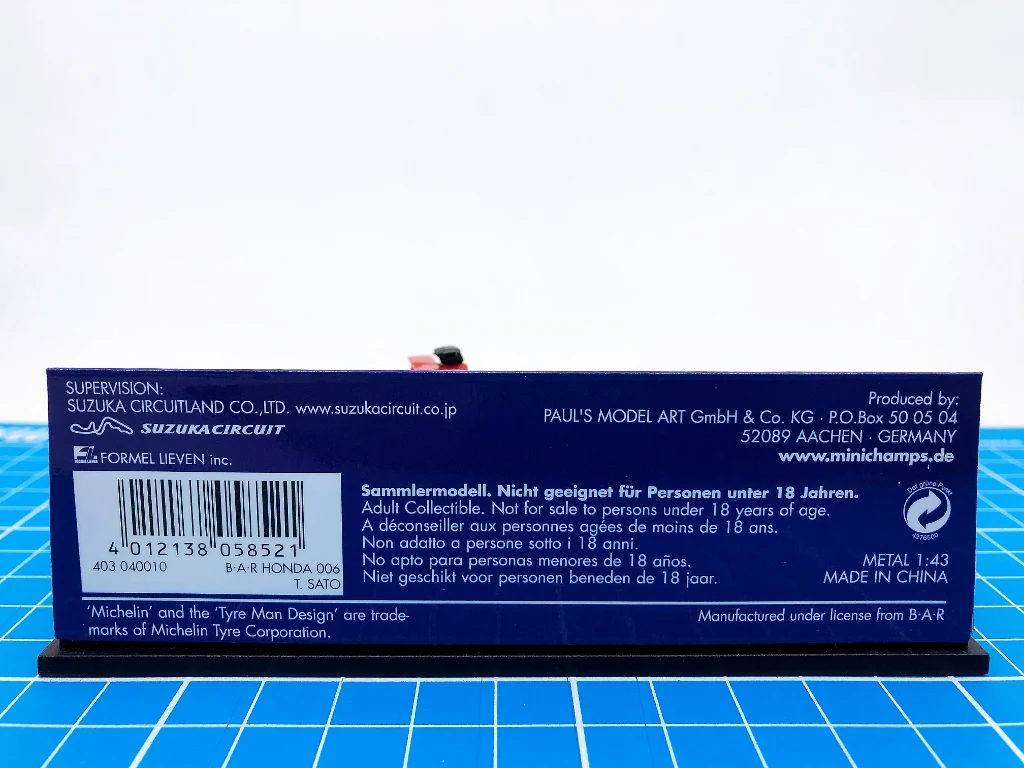 SUPERVISION:
SUZUKA CIRCUITLAND CO.,LTD. www.suzukacircuit.co.jp
SUZUKACIRCUIT
FL FORMEL LIEVEN inc.
Produced by:
PAUL'S MODEL ART GmbH & Co. KG · P.O.Box 50 05 04
52089 AACHEN · GERMANY
www.minichamps.de
4 012138 058521
403 040010 B·A·R HONDA 006
T. SATO
Sammlermodell. Nicht geeignet für Personen unter 18 Jahren.
Adult Collectible. Not for sale to persons under 18 years of age.
A déconseiller aux personnes agées de moins de 18 ans.
Non adatto a persone sotto i 18 anni.
No apto para personas menores de 18 años.
Niet geschikt voor personen beneden de 18 jaar.
Der grüne Punkt
4276500
METAL 1:43
MADE IN CHINA
'Michelin' and the 'Tyre Man Design' are trade-
marks of Michelin Tyre Corporation.
Manufactured under license from B·A·R